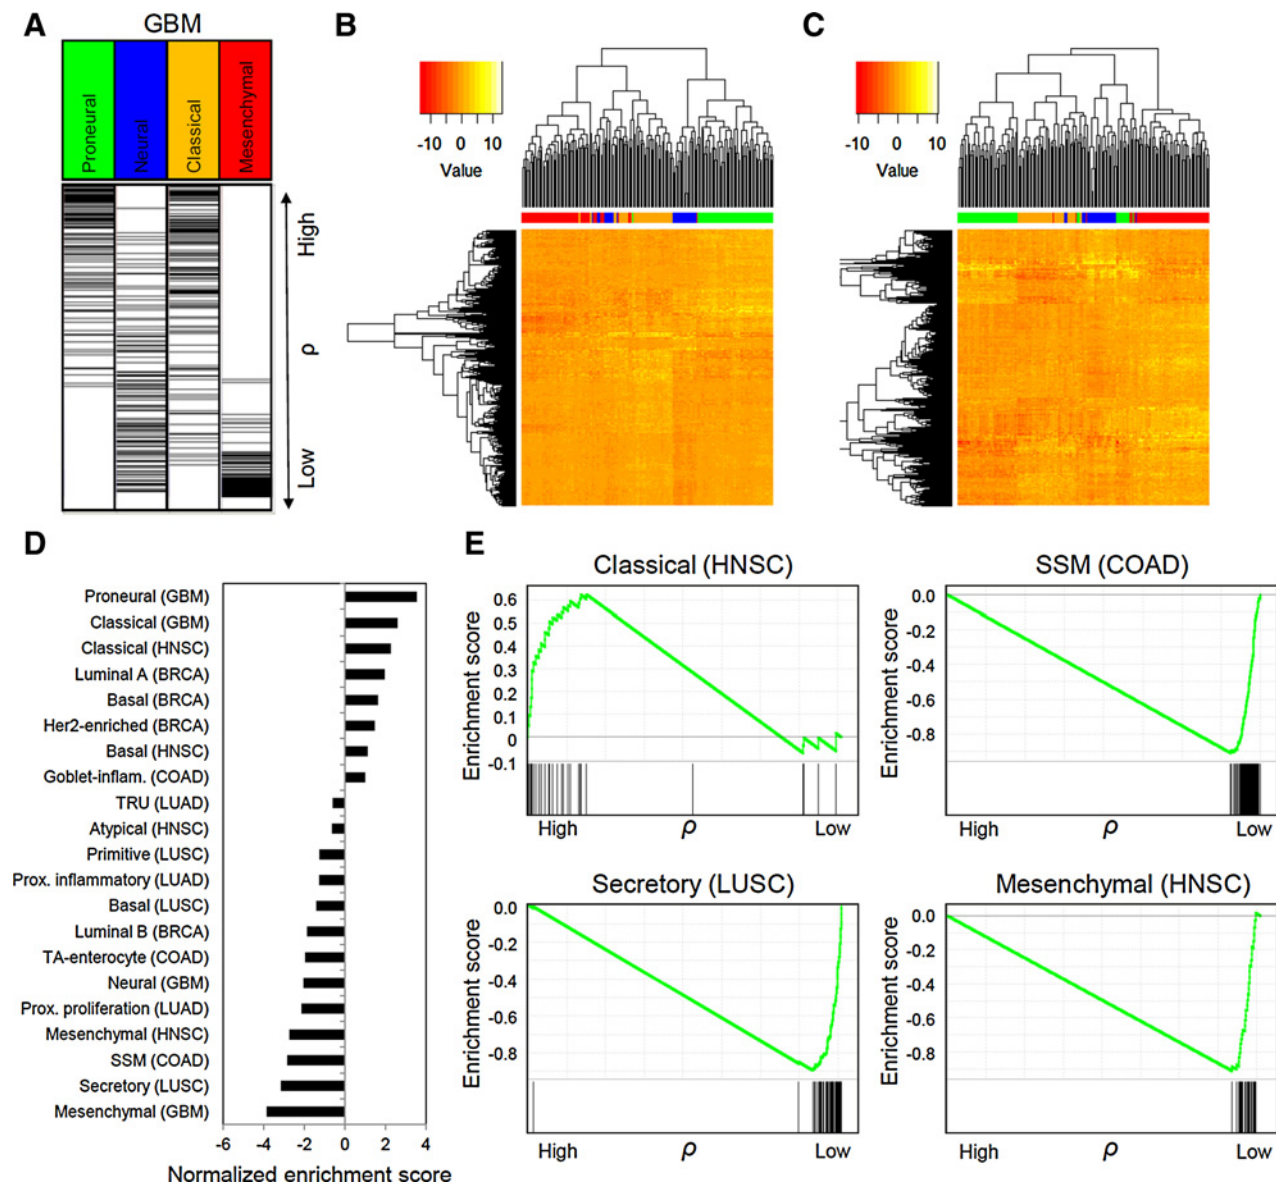 A
GBM
Proneural
Neural
Classical
Mesenchymal
High
ρ
Low
B
-10 0 10
Value
C
-10 0 10
Value
D
Proneural (GBM)
Classical (GBM)
Classical (HNSC)
Luminal A (BRCA)
Basal (BRCA)
Her2-enriched (BRCA)
Basal (HNSC)
Goblet-inflam. (COAD)
TRU (LUAD)
Atypical (HNSC)
Primitive (LUSC)
Prox. inflammatory (LUAD)
Basal (LUSC)
Luminal B (BRCA)
TA-enterocyte (COAD)
Neural (GBM)
Prox. proliferation (LUAD)
Mesenchymal (HNSC)
SSM (COAD)
Secretory (LUSC)
Mesenchymal (GBM)
-6 -4 -2 0 2 4
Normalized enrichment score
E
Classical (HNSC)
Enrichment score
0.6
0.5
0.4
0.3
0.2
0.1
0
-0.1
High ρ Low
SSM (COAD)
Enrichment score
0.0
-0.2
-0.4
-0.6
-0.8
High ρ Low
Secretory (LUSC)
Enrichment score
0.0
-0.2
-0.4
-0.6
-0.8
High ρ Low
Mesenchymal (HNSC)
Enrichment score
0.0
-0.2
-0.4
-0.6
-0.8
High ρ Low